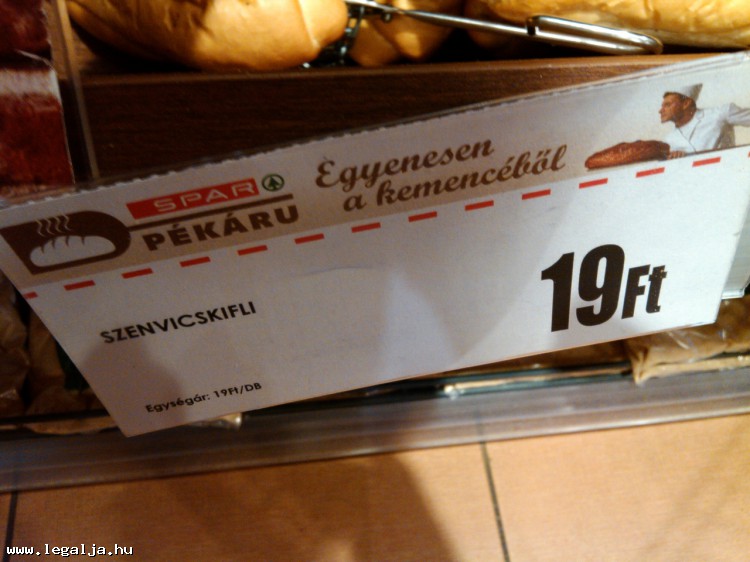 SPAR
PÉKÁRU
Egyenesen
a kemencéből
SZENVICSKIFLI
19Ft
Egységár: 19Ft/DB
www.legalja.hu